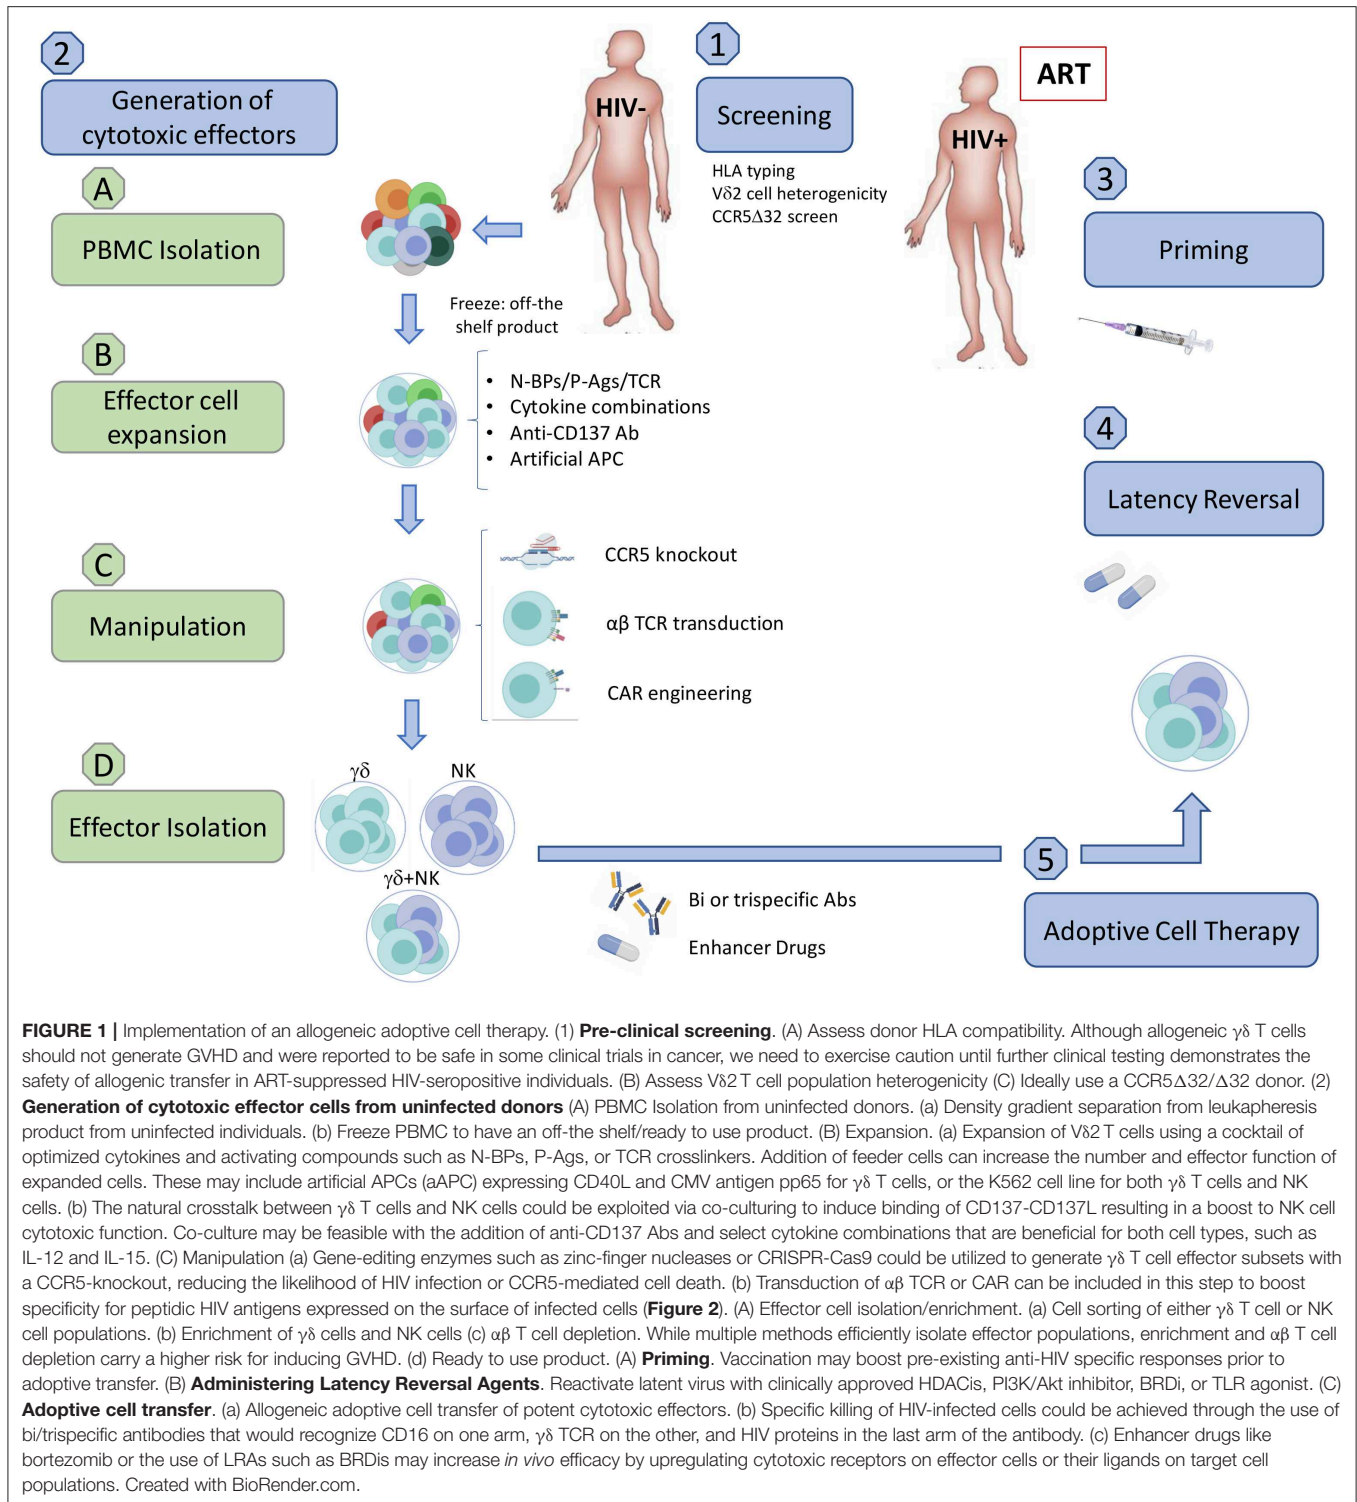 2
Generation of
cytotoxic effectors
A
PBMC Isolation
B
Effector cell
expansion
C
Manipulation
D
Effector Isolation
HIV-
1
Screening
HLA typing
Vδ2 cell heterogenicity
CCR5Δ32 screen
ART
HIV+
3
Priming
4
Latency Reversal
Freeze: off-the
shelf product
• N-BPs/P-Ags/TCR
• Cytokine combinations
• Anti-CD137 Ab
• Artificial APC
CCR5 knockout
αβ TCR transduction
CAR engineering
γδ
NK
γδ+NK
Bi or trispecific Abs
Enhancer Drugs
5
Adoptive Cell Therapy
FIGURE 1 | Implementation of an allogeneic adoptive cell therapy. (1) Pre-clinical screening. (A) Assess donor HLA compatibility. Although allogeneic γδ T cells
should not generate GVHD and were reported to be safe in some clinical trials in cancer, we need to exercise caution until further clinical testing demonstrates the
safety of allogenic transfer in ART-suppressed HIV-seropositive individuals. (B) Assess Vδ2 T cell population heterogenicity (C) Ideally use a CCR5Δ32/Δ32 donor. (2)
Generation of cytotoxic effector cells from uninfected donors (A) PBMC Isolation from uninfected donors. (a) Density gradient separation from leukapheresis
product from uninfected individuals. (b) Freeze PBMC to have an off-the shelf/ready to use product. (B) Expansion. (a) Expansion of Vδ2 T cells using a cocktail of
optimized cytokines and activating compounds such as N-BPs, P-Ags, or TCR crosslinkers. Addition of feeder cells can increase the number and effector function of
expanded cells. These may include artificial APCs (aAPC) expressing CD40L and CMV antigen pp65 for γδ T cells, or the K562 cell line for both γδ T cells and NK
cells. (b) The natural crosstalk between γδ T cells and NK cells could be exploited via co-culturing to induce binding of CD137-CD137L resulting in a boost to NK cell
cytotoxic function. Co-culture may be feasible with the addition of anti-CD137 Abs and select cytokine combinations that are beneficial for both cell types, such as
IL-12 and IL-15. (C) Manipulation (a) Gene-editing enzymes such as zinc-finger nucleases or CRISPR-Cas9 could be utilized to generate γδ T cell effector subsets with
a CCR5-knockout, reducing the likelihood of HIV infection or CCR5-mediated cell death. (b) Transduction of αβ TCR or CAR can be included in this step to boost
specificity for peptidic HIV antigens expressed on the surface of infected cells (Figure 2). (A) Effector cell isolation/enrichment. (a) Cell sorting of either γδ T cell or NK
cell populations. (b) Enrichment of γδ cells and NK cells (c) αβ T cell depletion. While multiple methods efficiently isolate effector populations, enrichment and αβ T cell
depletion carry a higher risk for inducing GVHD. (d) Ready to use product. (A) Priming. Vaccination may boost pre-existing anti-HIV specific responses prior to
adoptive transfer. (B) Administering Latency Reversal Agents. Reactivate latent virus with clinically approved HDACis, PI3K/Akt inhibitor, BRDi, or TLR agonist. (C)
Adoptive cell transfer. (a) Allogeneic adoptive cell transfer of potent cytotoxic effectors. (b) Specific killing of HIV-infected cells could be achieved through the use of
bi/trispecific antibodies that would recognize CD16 on one arm, γδ TCR on the other, and HIV proteins in the last arm of the antibody. (c) Enhancer drugs like
bortezomib or the use of LRAs such as BRDis may increase in vivo efficacy by upregulating cytotoxic receptors on effector cells or their ligands on target cell
populations. Created with BioRender.com.